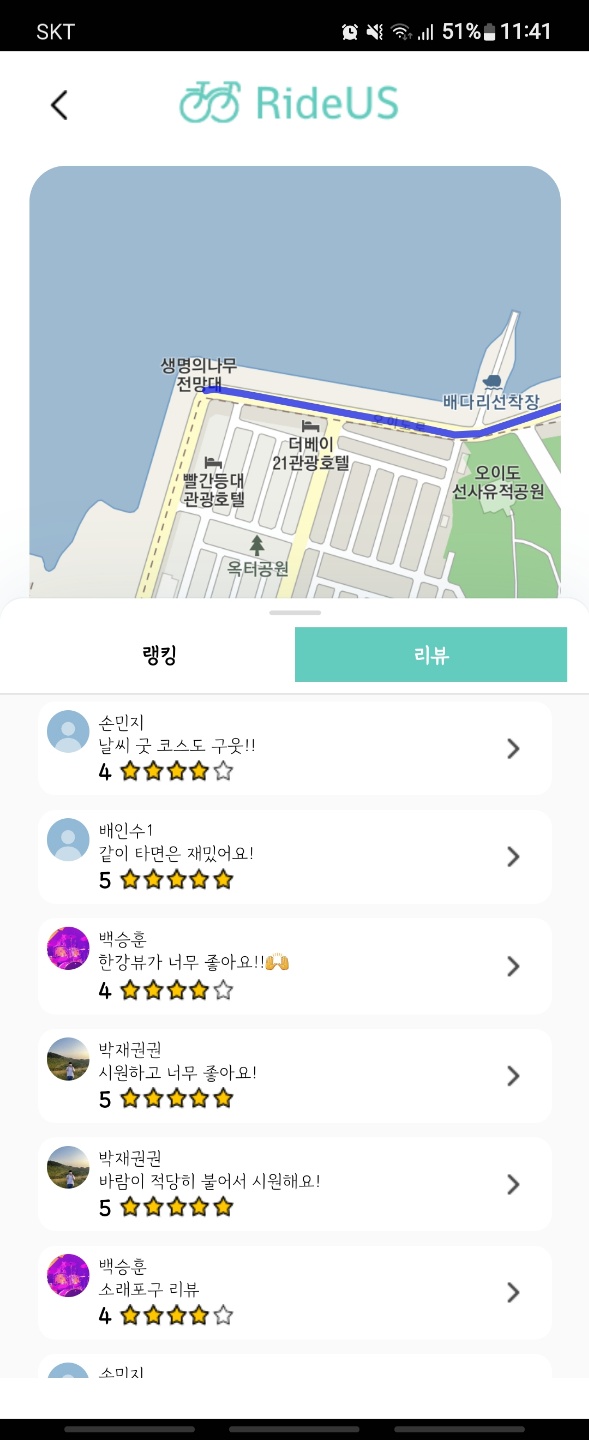 SKT 51% 11:41
RideUS
생명의나무
전망대
배다리선착장
오이도로
더베이
21관광호텔
빨간등대
관광호텔
오이도
선사유적공원
옥터공원
랭킹 리뷰
손민지
날씨 굿 코스도 구웃!!
4
배인수1
같이 타면은 재밌어요!
5
백승훈
한강뷰가 너무 좋아요!!🙌
4
박재권권
시원하고 너무 좋아요!
5
박재권권
바람이 적당히 불어서 시원해요!
5
백승훈
소래포구 리뷰
4
손민지